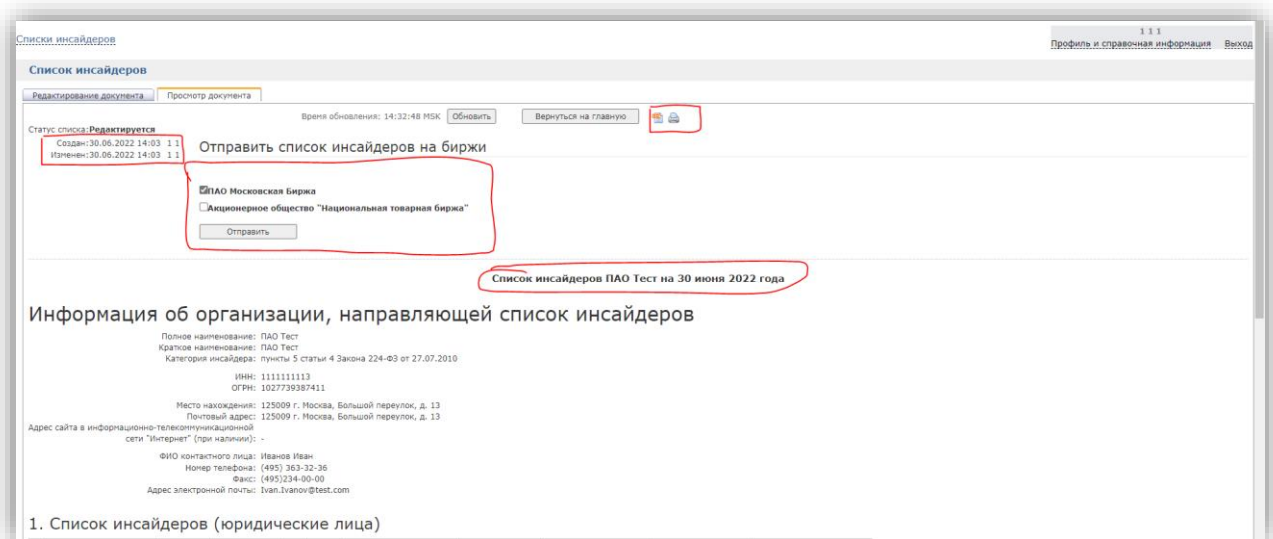 1 1 1
Списки инсайдеров
Профиль и справочная информация Выход
Список инсайдеров
Редактирование документа Просмотр документа
Время обновления: 14:32:48 MSK Обновить Вернуться на главную
Статус списка:Редактируется
Создан:30.06.2022 14:03 1 1
Изменен:30.06.2022 14:03 1 1
Отправить список инсайдеров на биржи
ПАО Московская Биржа
Акционерное общество "Национальная товарная биржа"
Отправить
Список инсайдеров ПАО Тест на 30 июня 2022 года
Информация об организации, направляющей список инсайдеров
Полное наименование: ПАО Тест
Краткое наименование: ПАО Тест
Категория инсайдера: пункты 5 статьи 4 Закона 224-ФЗ от 27.07.2010
ИНН: 1111111113
ОГРН: 1027739387411
Место нахождения: 125009 г. Москва, Большой переулок, д. 13
Почтовый адрес: 125009 г. Москва, Большой переулок, д. 13
Адрес сайта в информационно-телекоммуникационной
сети "Интернет" (при наличии): -
ФИО контактного лица: Иванов Иван
Номер телефона: (495) 363-32-36
Факс: (495)234-00-00
Адрес электронной почты: Ivan.Ivanov@test.com
1. Список инсайдеров (юридические лица)